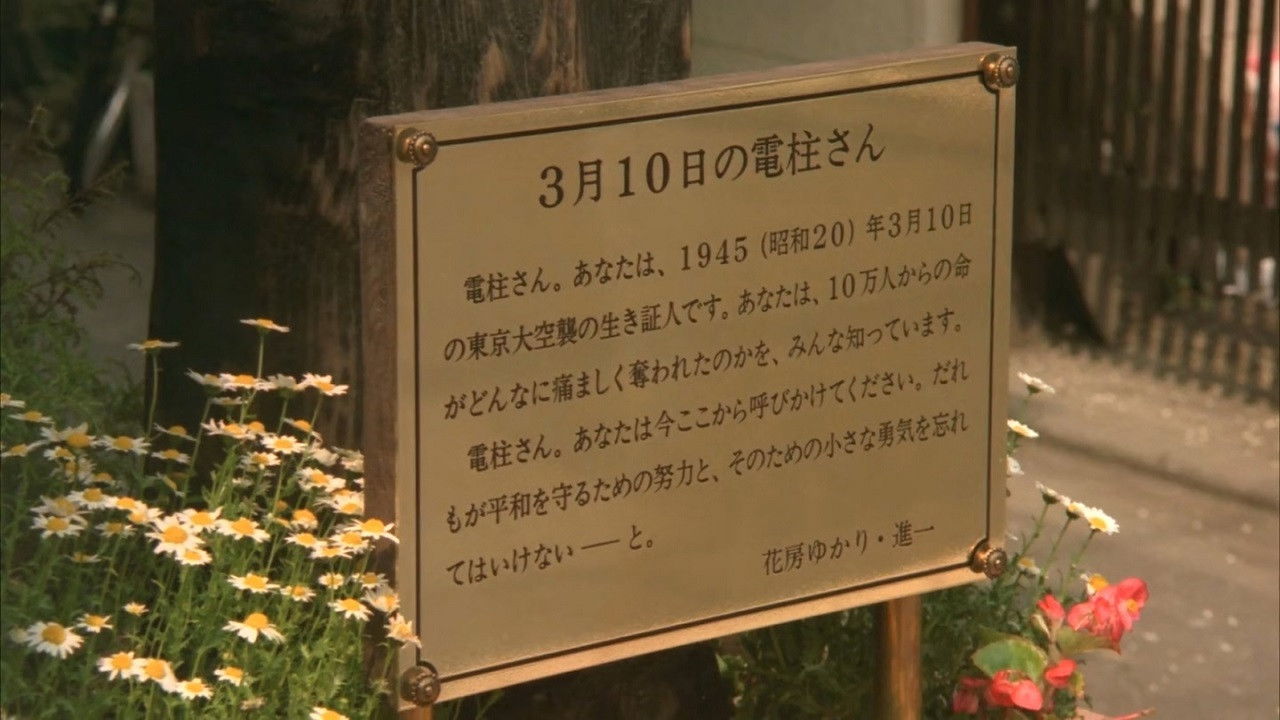 3月10日の電柱さん
電柱さん。あなたは、1945（昭和20）年3月10日
の東京大空襲の生き証人です。あなたは、10万人からの命
がどんなに痛ましく奪われたのかを、みんな知っています。
電柱さん。あなたは今ここから呼びかけてください。だれ
もが平和を守るための努力と、そのための小さな勇気を忘れ
てはいけない ── と。
花房ゆかり・進一